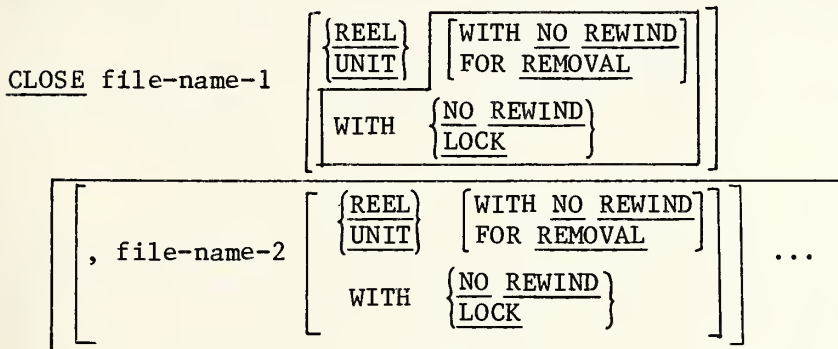 {REEL} [WITH NO REWIND]
{UNIT} [FOR REMOVAL]
CLOSE file-name-1
WITH {NO REWIND}
{LOCK}
{REEL} [WITH NO REWIND]
{UNIT} [FOR REMOVAL]
, file-name-2 ...
WITH {NO REWIND}
{LOCK}